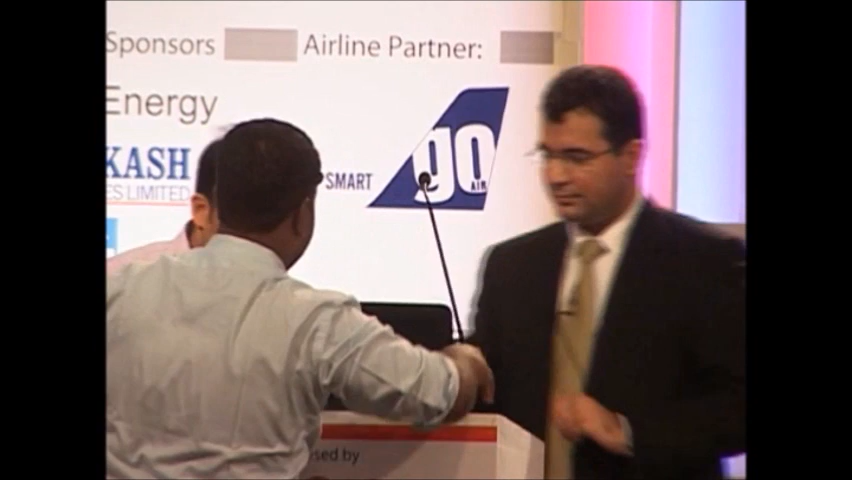 Sponsors Airline Partner:
Energy
KASH
ES LIMITED
SMART
go
AIR
sed by